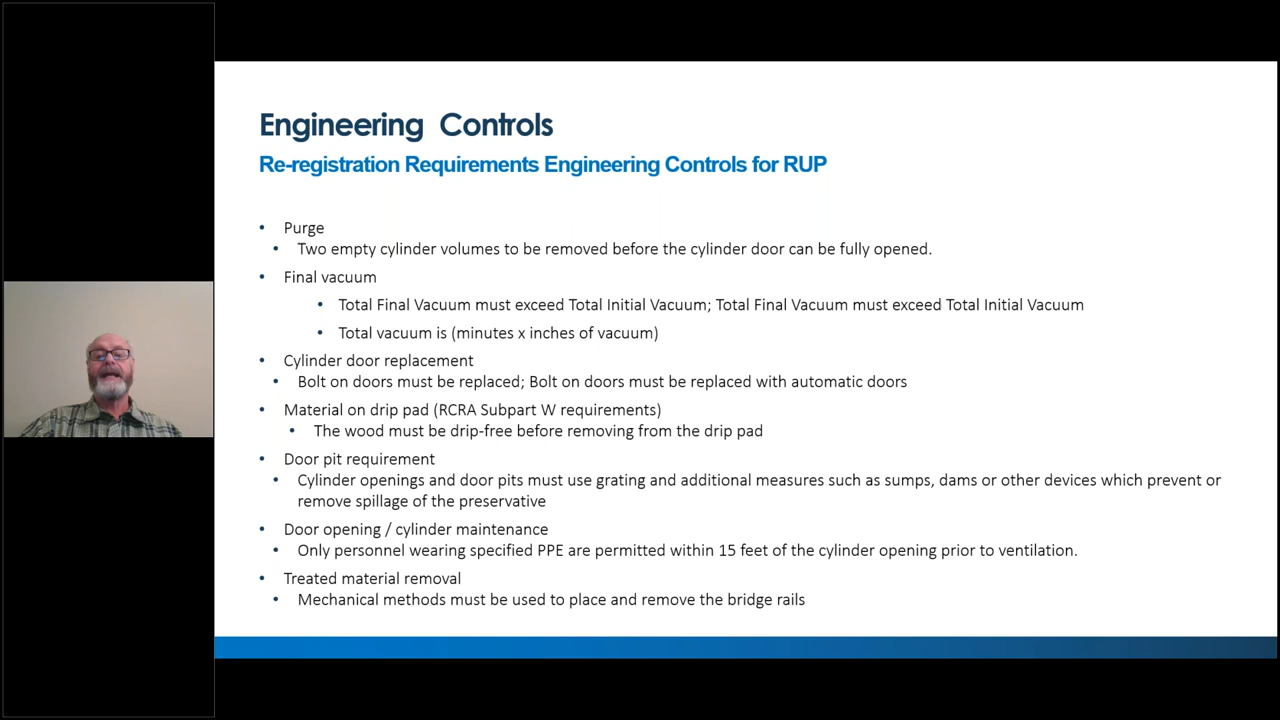 Engineering Controls
Re-registration Requirements Engineering Controls for RUP
• Purge
• Two empty cylinder volumes to be removed before the cylinder door can be fully opened.
• Final vacuum
• Total Final Vacuum must exceed Total Initial Vacuum; Total Final Vacuum must exceed Total Initial Vacuum
• Total vacuum is (minutes x inches of vacuum)
• Cylinder door replacement
• Bolt on doors must be replaced; Bolt on doors must be replaced with automatic doors
• Material on drip pad (RCRA Subpart W requirements)
• The wood must be drip-free before removing from the drip pad
• Door pit requirement
• Cylinder openings and door pits must use grating and additional measures such as sumps, dams or other devices which prevent or
remove spillage of the preservative
• Door opening / cylinder maintenance
• Only personnel wearing specified PPE are permitted within 15 feet of the cylinder opening prior to ventilation.
• Treated material removal
• Mechanical methods must be used to place and remove the bridge rails